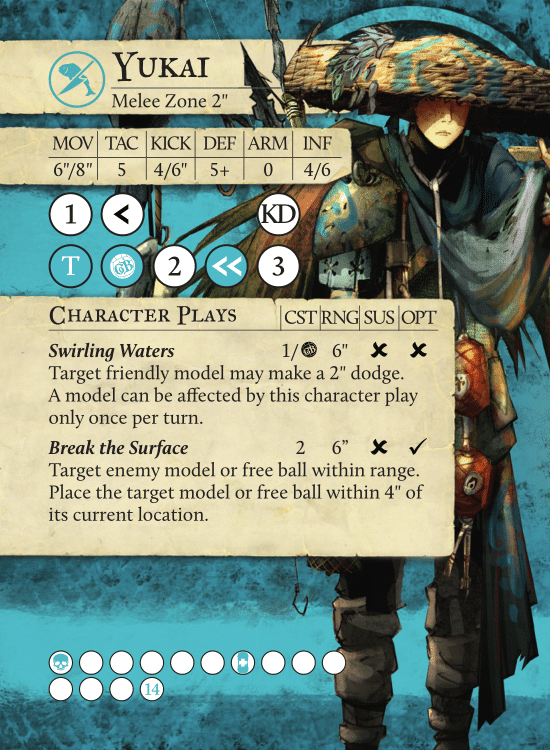 Yukai
Melee Zone 2"
MOV TAC KICK DEF ARM INF
6"/8" 5 4/6" 5+ 0 4/6
1 < KD
T GB 2 << 3
Character Plays CST RNG SUS OPT
Swirling Waters 1/GB 6" ✘ ✘
Target friendly model may make a 2" dodge.
A model can be affected by this character play
only once per turn.
Break the Surface 2 6” ✘ ✓
Target enemy model or free ball within range.
Place the target model or free ball within 4" of
its current location.
14